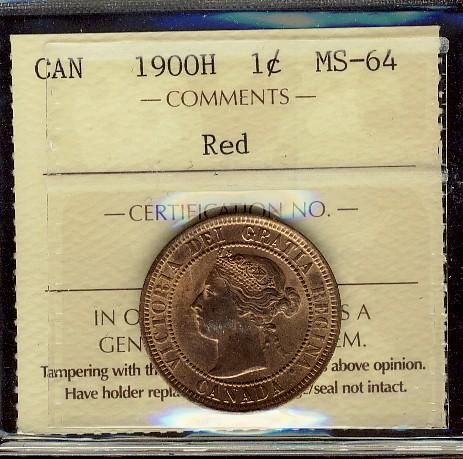 CAN 1900H 1¢ MS-64
— COMMENTS —
Red
— CERTIFICATION NO. —
IN A
GEN EM.
Tampering with above opinion.
Have holder /seal not intact.
VICTORIA DEI GRATIA REGINA
CANADA